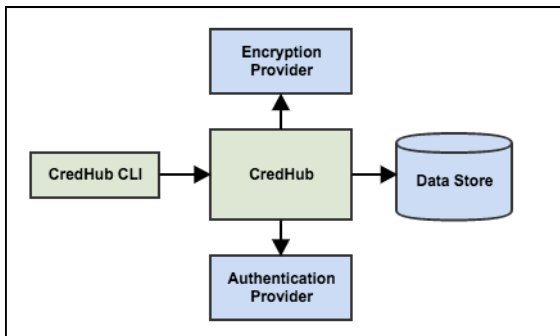 Encryption
Provider
CredHub CLI
CredHub
Data Store
Authentication
Provider